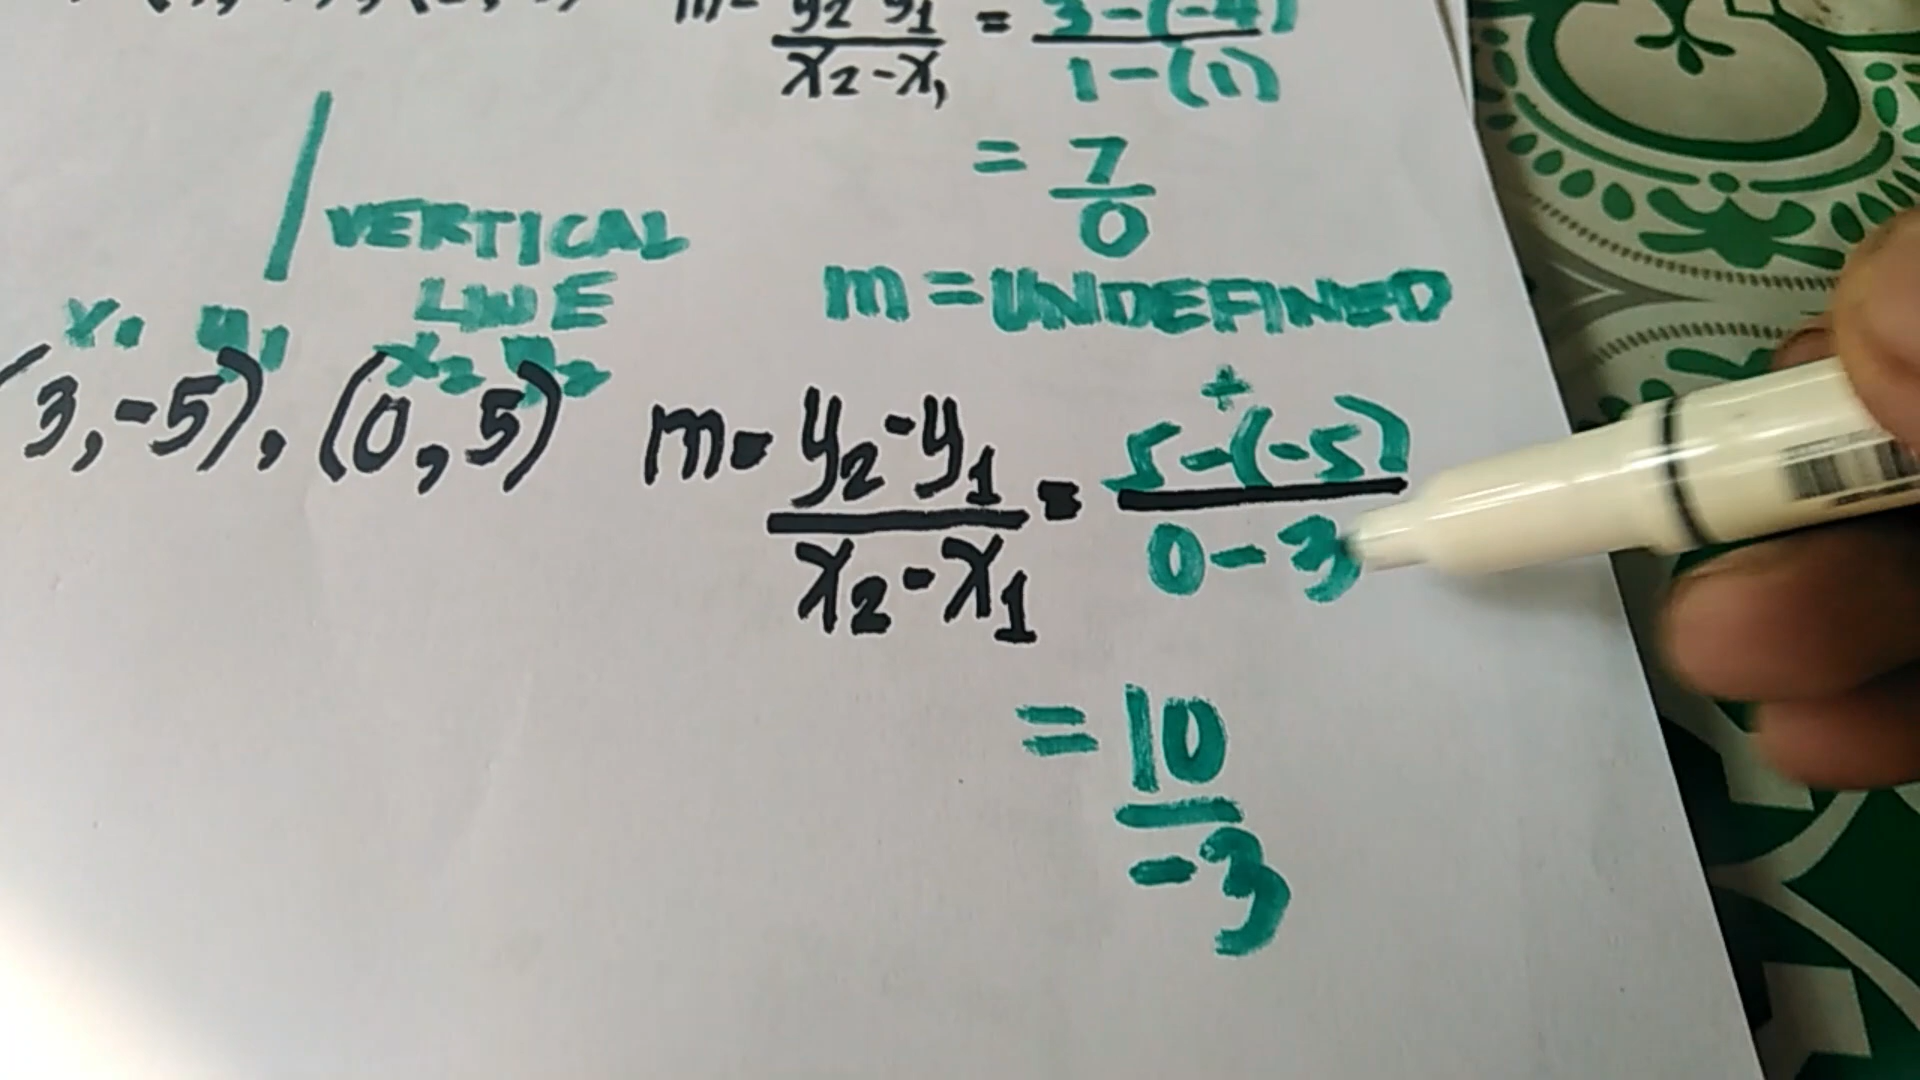 m= y2-y1 = 3-(-4)
x2-x1 1-(1)
= 7
0
VERTICAL
LINE
m = UNDEFINED
x1 y1 x2 y2
(3,-5), (0,5) m= y2-y1 = 5-(-5)
+
x2-x1 0-3
= 10
-3